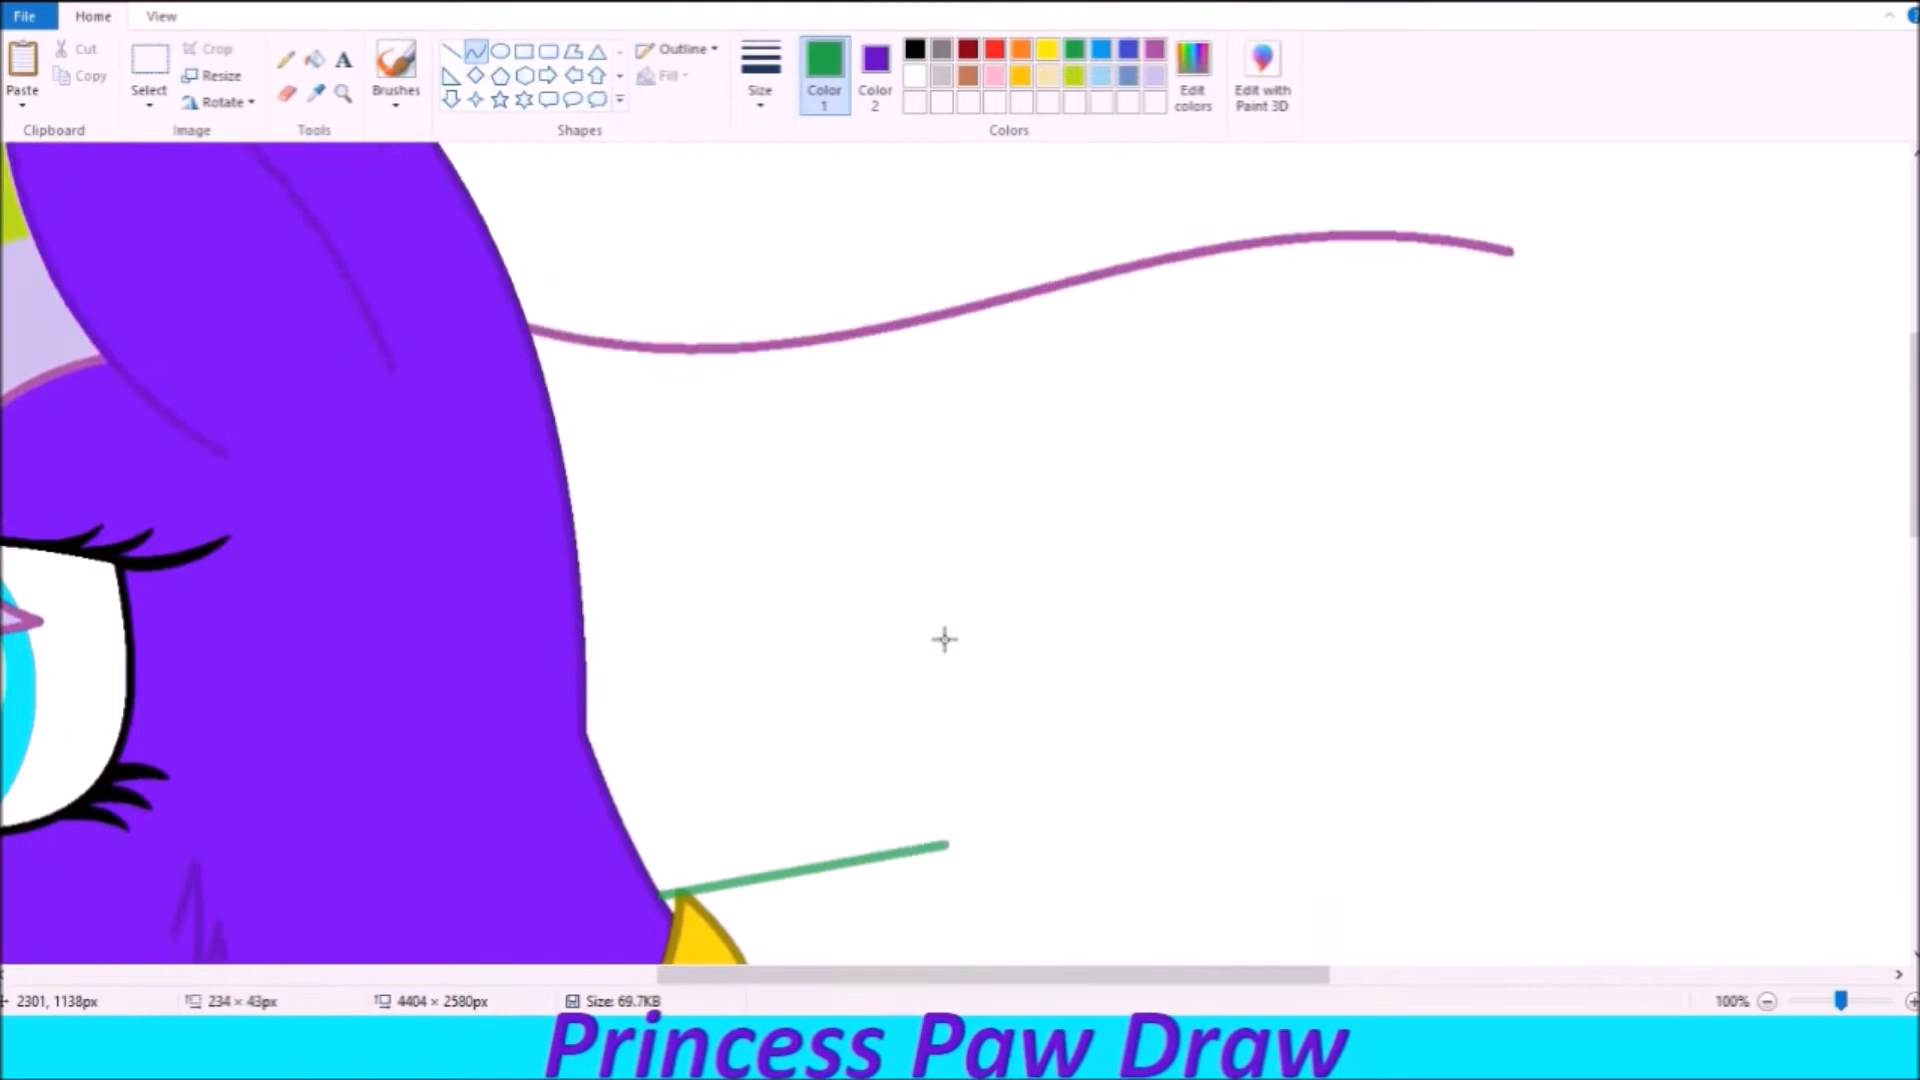 File Home View
Paste Cut Copy
Clipboard
Select Crop Resize Rotate
Image
A
Tools
Brushes
Outline Fill
Shapes
Size
Color 1
Color 2
Edit colors
Colors
Edit with Paint 3D
2301, 1138px 234 × 43px 4404 × 2580px Size: 69.7KB 100%
Princess Paw Draw